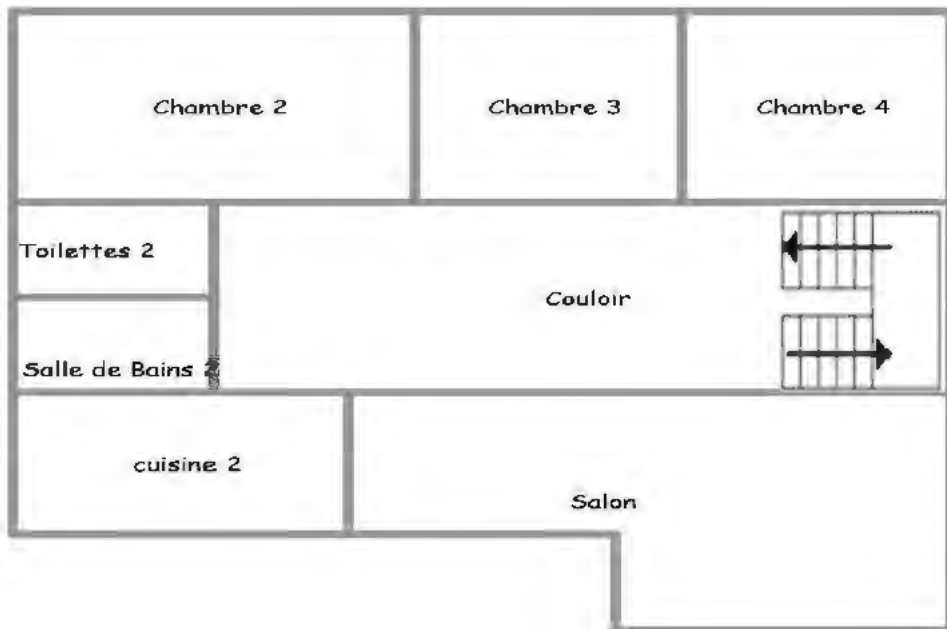 Chambre 2
Chambre 3
Chambre 4
Toilettes 2
Couloir
Salle de Bains 2
cuisine 2
Salon